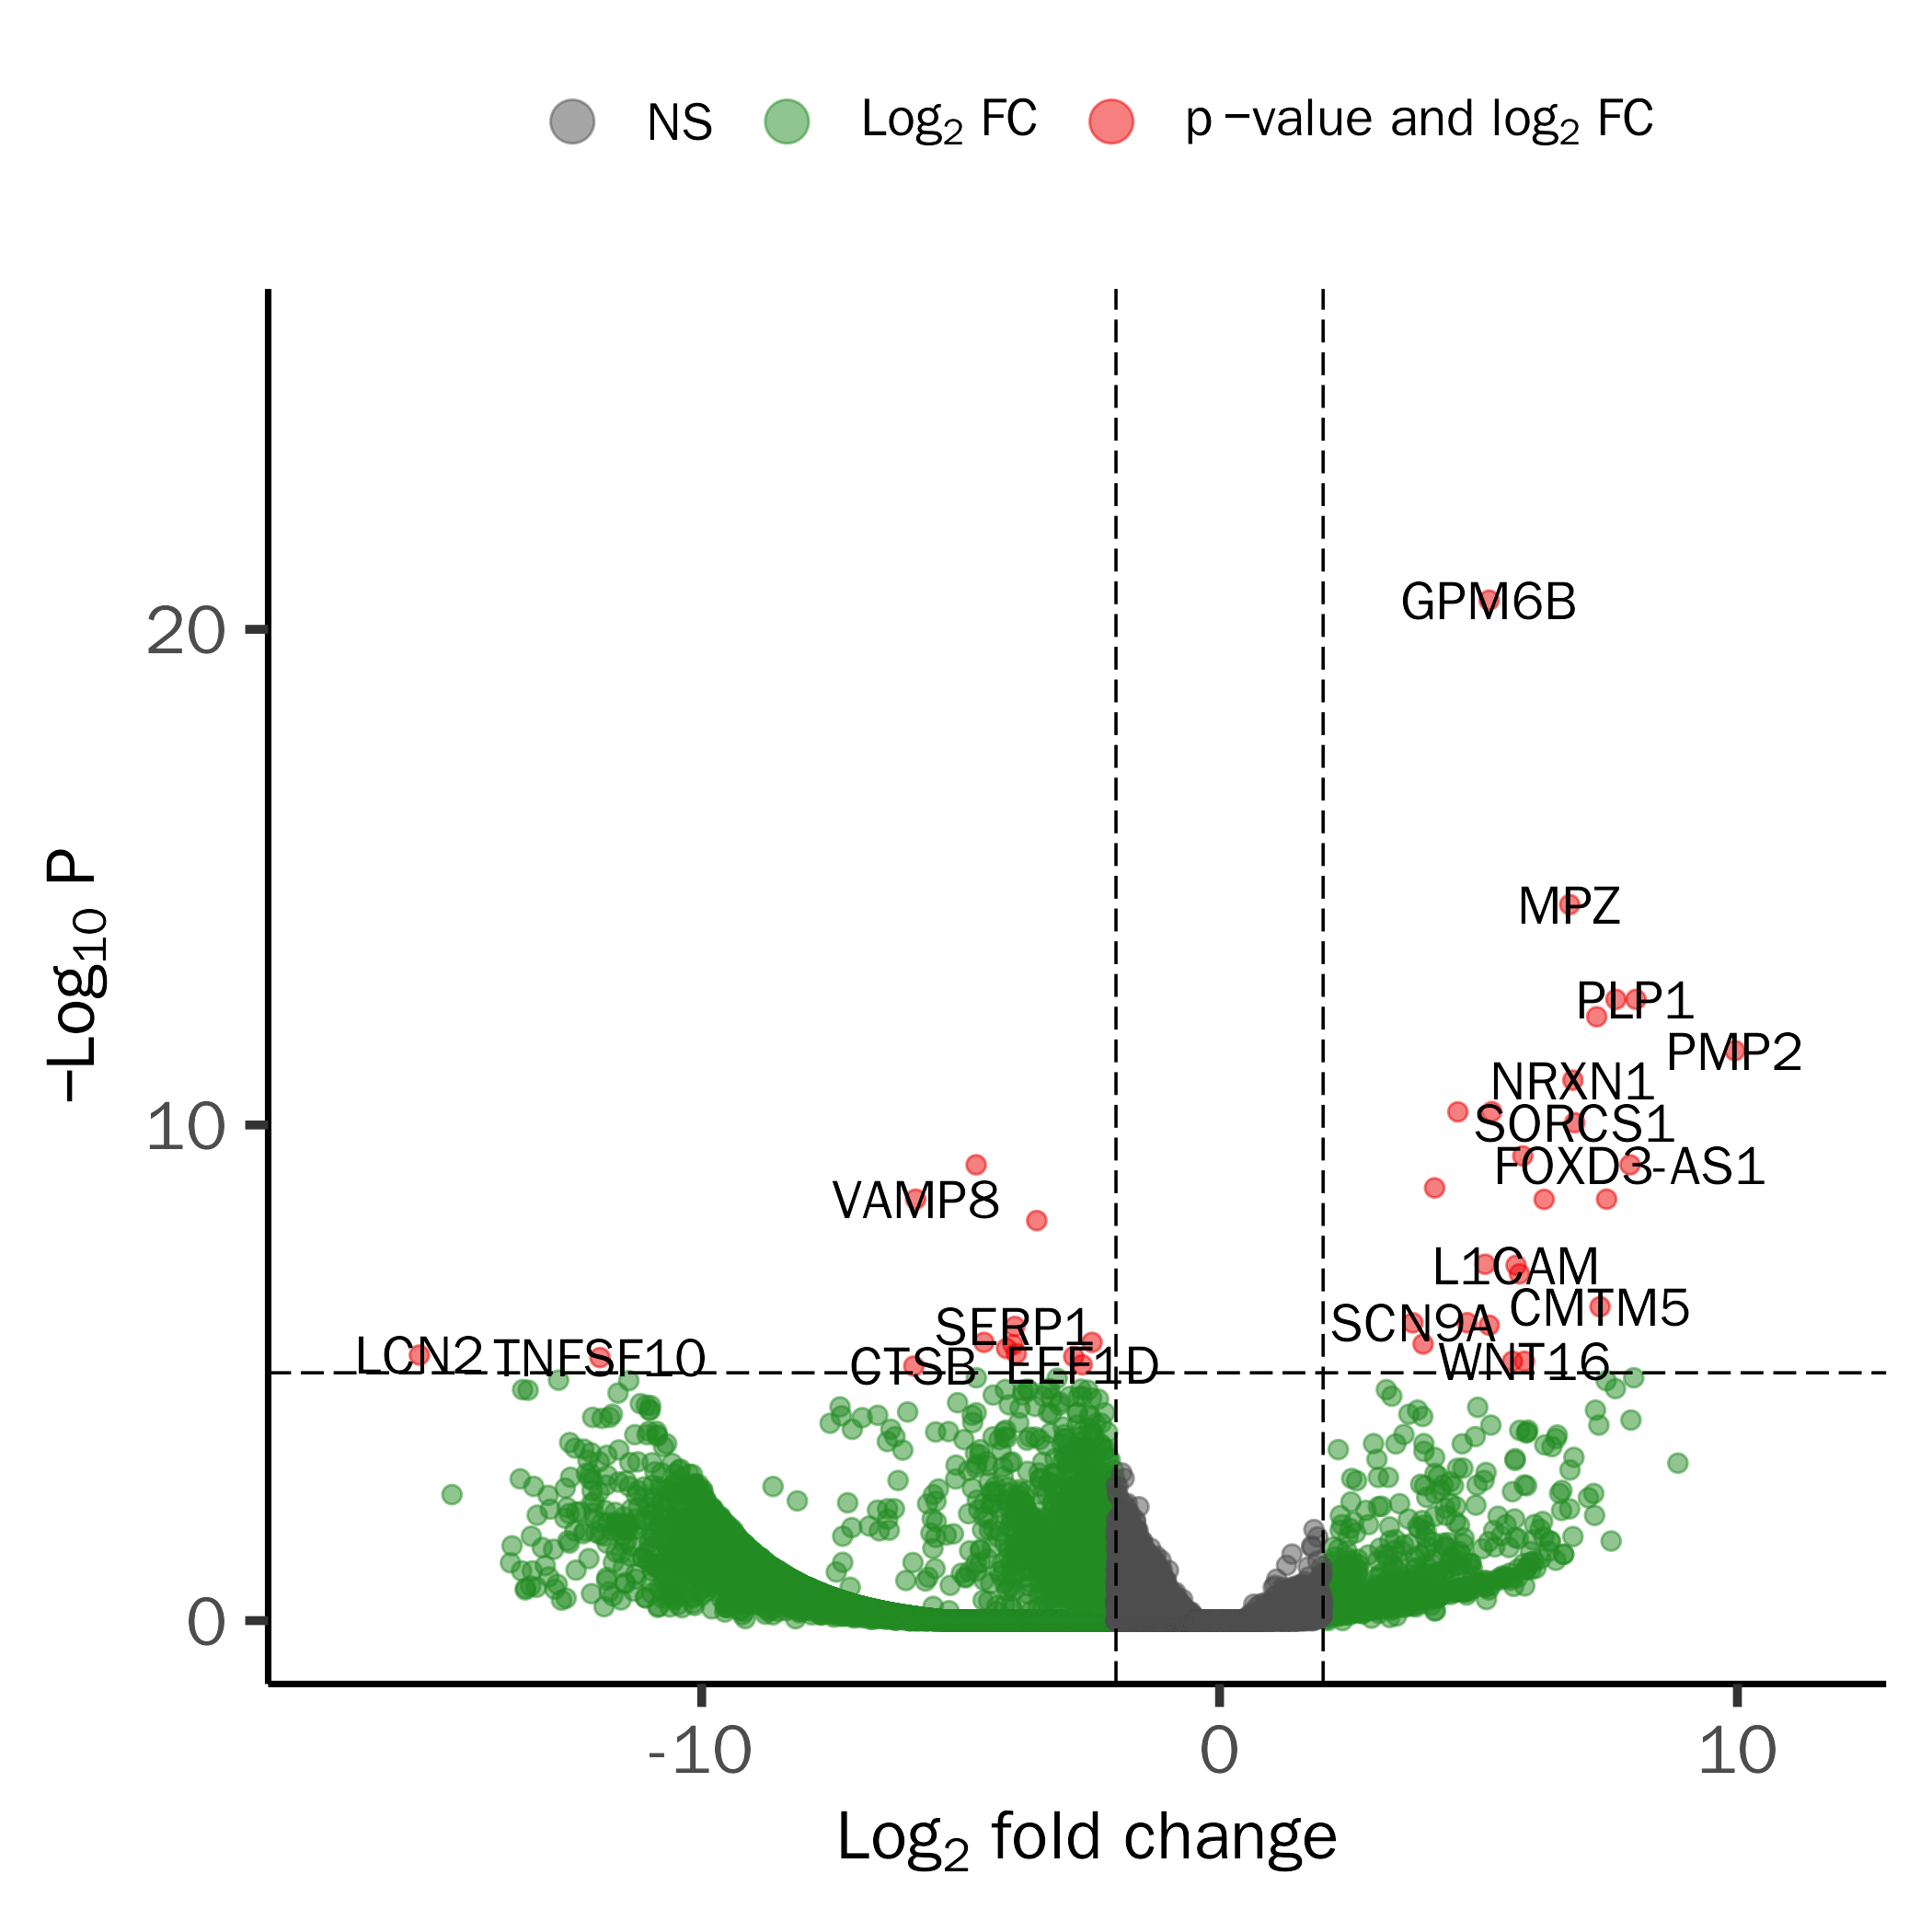 NS Log2 FC p −value and log2 FC
GPM6B
20
MPZ
PLP1
PMP2
NRXN1
10
SORCS1
FOXD3-AS1
VAMP8
L1CAM
CMTM5
SERP1 SCN9A
LCN2 TNFSF10 CTSB EEF1D WNT16
0
-10 0 10
Log2 fold change
−Log10 P